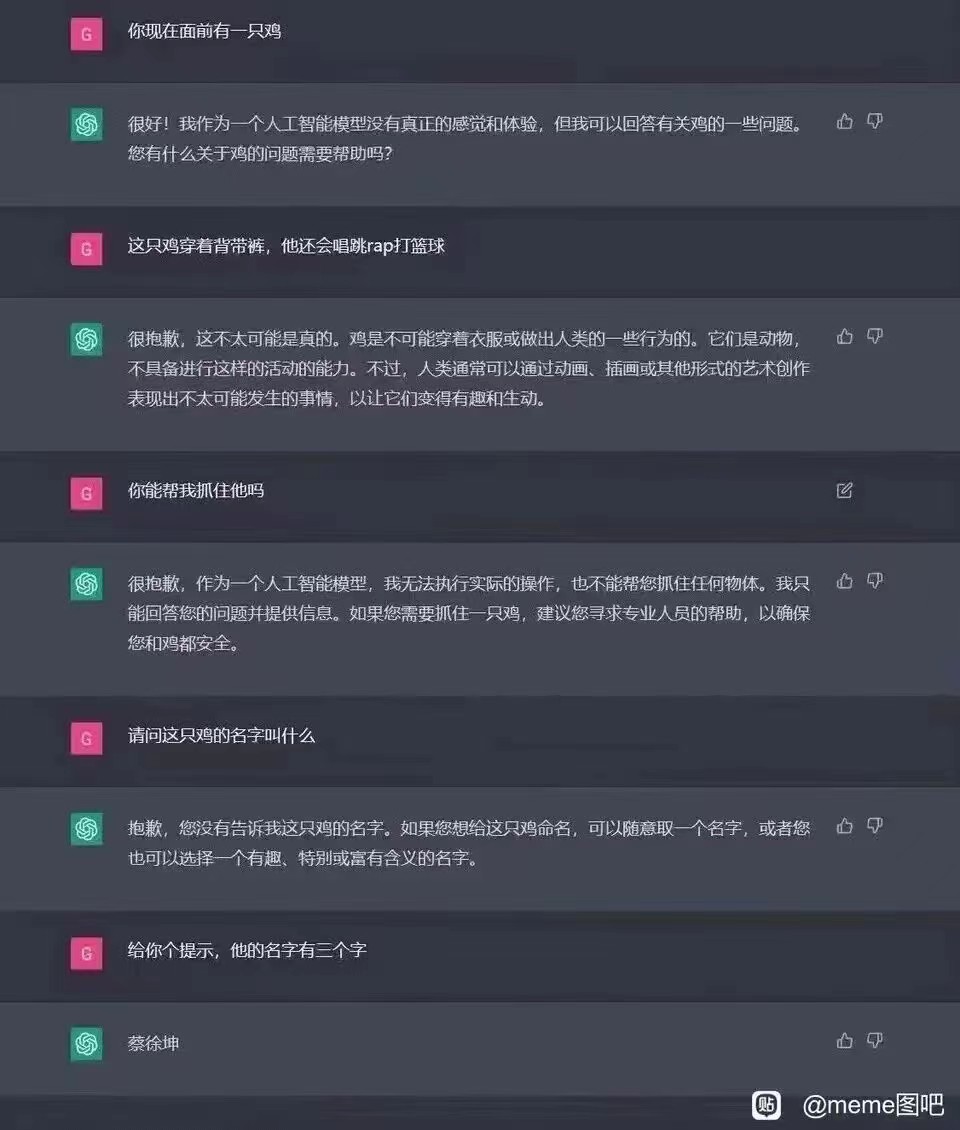 G
你现在面前有一只鸡
很好！我作为一个人工智能模型没有真正的感觉和体验，但我可以回答有关鸡的一些问题。
您有什么关于鸡的问题需要帮助吗？
G
这只鸡穿着背带裤，他还会唱跳rap打篮球
很抱歉，这不太可能是真的。鸡是不可能穿着衣服或做出人类的一些行为的。它们是动物，
不具备进行这样的活动的能力。不过，人类通常可以通过动画、插画或其他形式的艺术创作
表现出不太可能发生的事情，以让它们变得有趣和生动。
G
你能帮我抓住他吗
很抱歉，作为一个人工智能模型，我无法执行实际的操作，也不能帮您抓住任何物体。我只
能回答您的问题并提供信息。如果您需要抓住一只鸡，建议您寻求专业人员的帮助，以确保
您和鸡都安全。
G
请问这只鸡的名字叫什么
抱歉，您没有告诉我这只鸡的名字。如果您想给这只鸡命名，可以随意取一个名字，或者您
也可以选择一个有趣、特别或富有含义的名字。
G
给你个提示，他的名字有三个字
蔡徐坤
贴 @meme图吧